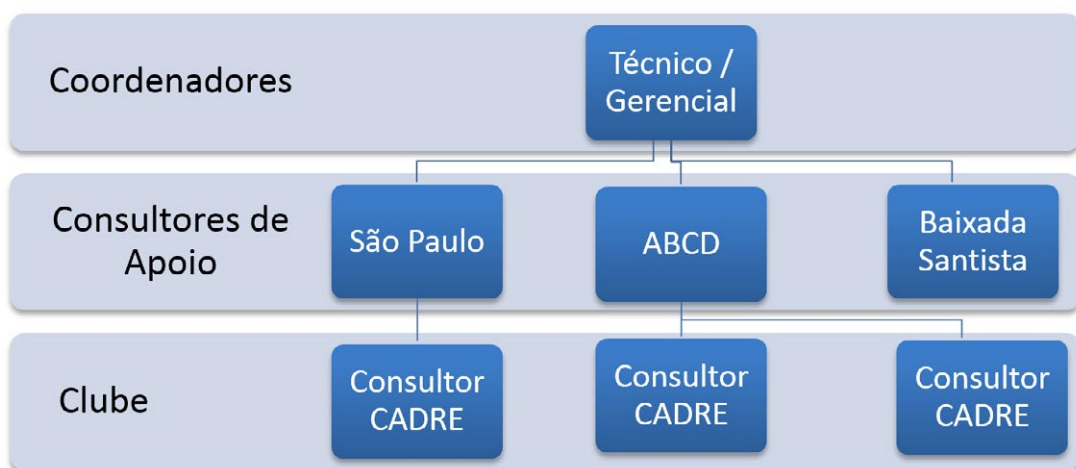 Coordenadores
Técnico /
Gerencial
Consultores de
Apoio
São Paulo
ABCD
Baixada
Santista
Clube
Consultor
CADRE
Consultor
CADRE
Consultor
CADRE